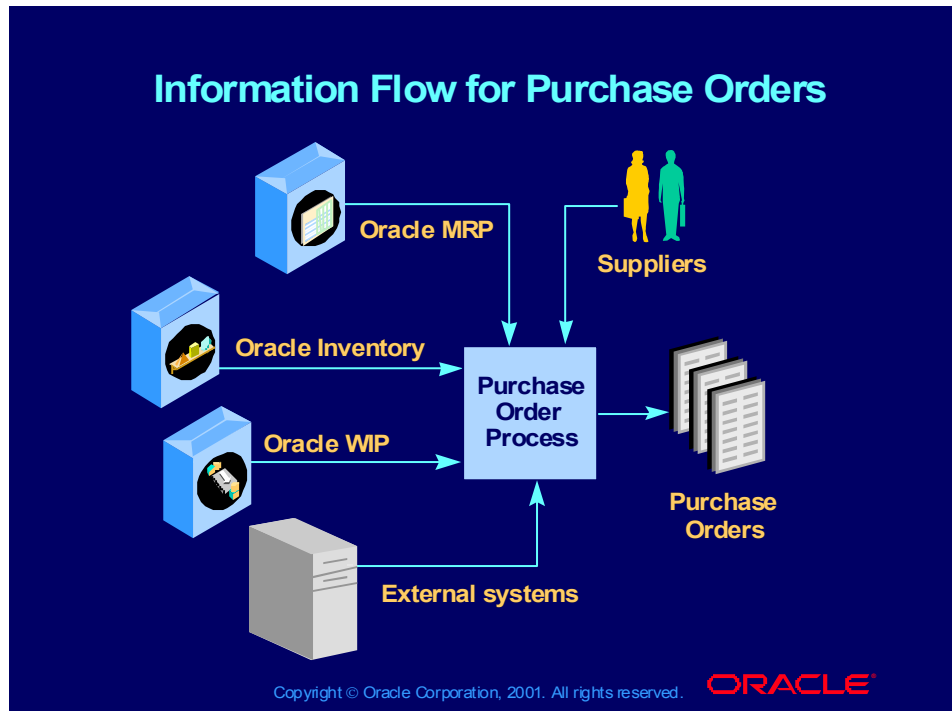 Information Flow for Purchase Orders
Oracle MRP
Suppliers
Oracle Inventory
Purchase
Order
Process
Oracle WIP
Purchase
Orders
External systems
Copyright © Oracle Corporation, 2001. All rights reserved.
ORACLE®